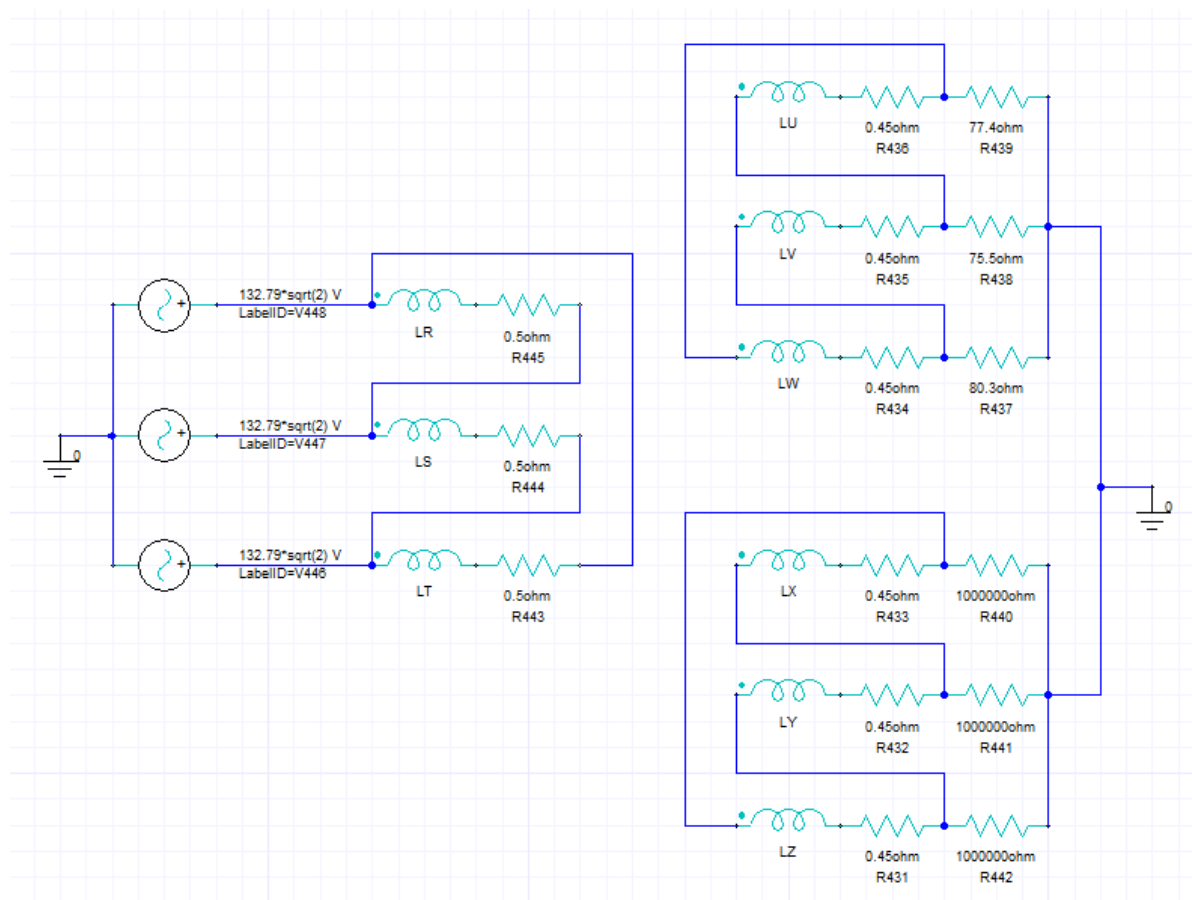 LU
0.45ohm
R436
77.4ohm
R439
LV
0.45ohm
R435
75.5ohm
R438
LW
0.45ohm
R434
80.3ohm
R437
132.79*sqrt(2) V
LabelID=V448
LR
0.5ohm
R445
132.79*sqrt(2) V
LabelID=V447
LS
0.5ohm
R444
0
132.79*sqrt(2) V
LabelID=V446
LT
0.5ohm
R443
0
LX
0.45ohm
R433
1000000ohm
R440
LY
0.45ohm
R432
1000000ohm
R441
LZ
0.45ohm
R431
1000000ohm
R442